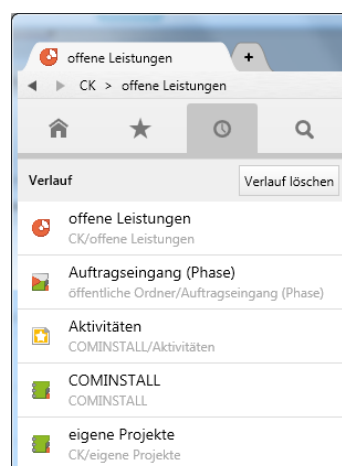 offene Leistungen
+
CK > offene Leistungen
Verlauf Verlauf löschen
offene Leistungen
CK/offene Leistungen
Auftragseingang (Phase)
öffentliche Ordner/Auftragseingang (Phase)
Aktivitäten
COMINSTALL/Aktivitäten
COMINSTALL
COMINSTALL
eigene Projekte
CK/eigene Projekte